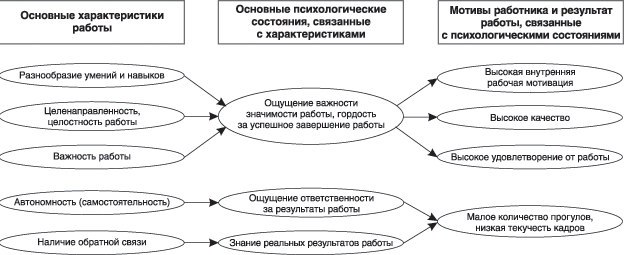 Основные характеристики
работы
Основные психологические
состояния, связанные
с характеристиками
Мотивы работника и результат
работы, связанные
с психологическими состояниями
Разнообразие умений и навыков
Целенаправленность,
целостность работы
Важность работы
Автономность (самостоятельность)
Наличие обратной связи
Ощущение важности
значимости работы, гордость
за успешное завершение работы
Ощущение ответственности
за результаты работы
Знание реальных результатов работы
Высокая внутренняя
рабочая мотивация
Высокое качество
Высокое удовлетворение от работы
Малое количество прогулов,
низкая текучесть кадров